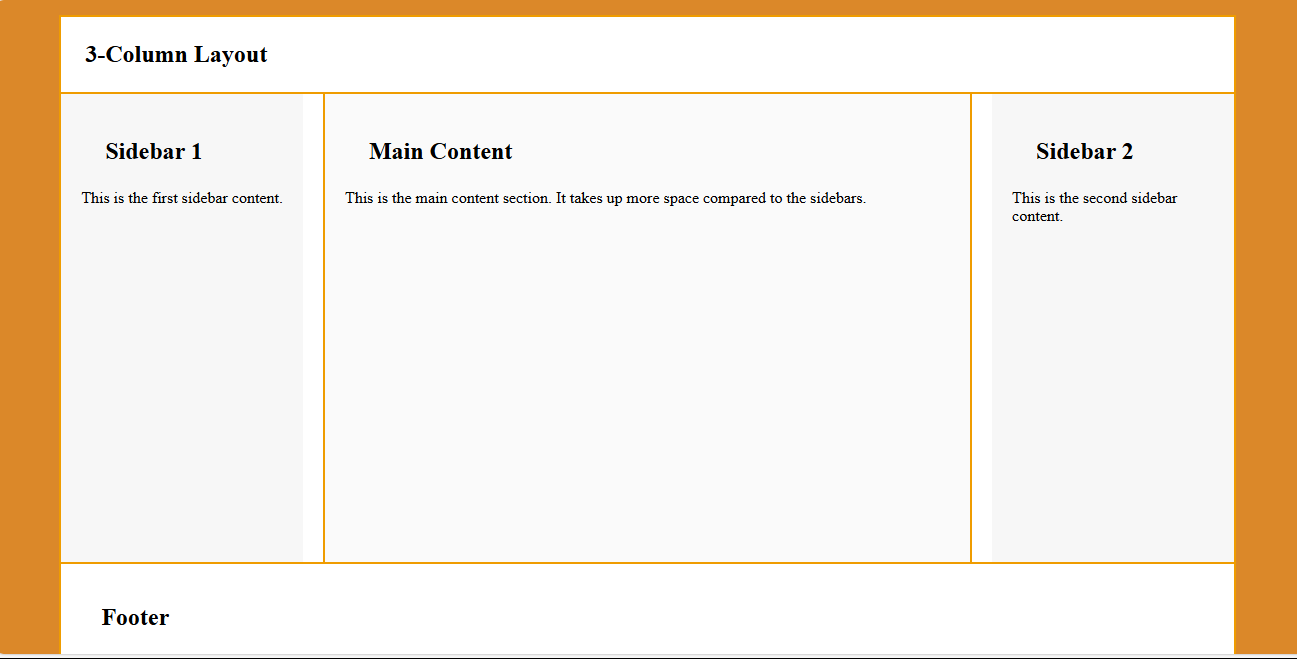 3-Column Layout
Sidebar 1
This is the first sidebar content.
Main Content
This is the main content section. It takes up more space compared to the sidebars.
Sidebar 2
This is the second sidebar
content.
Footer